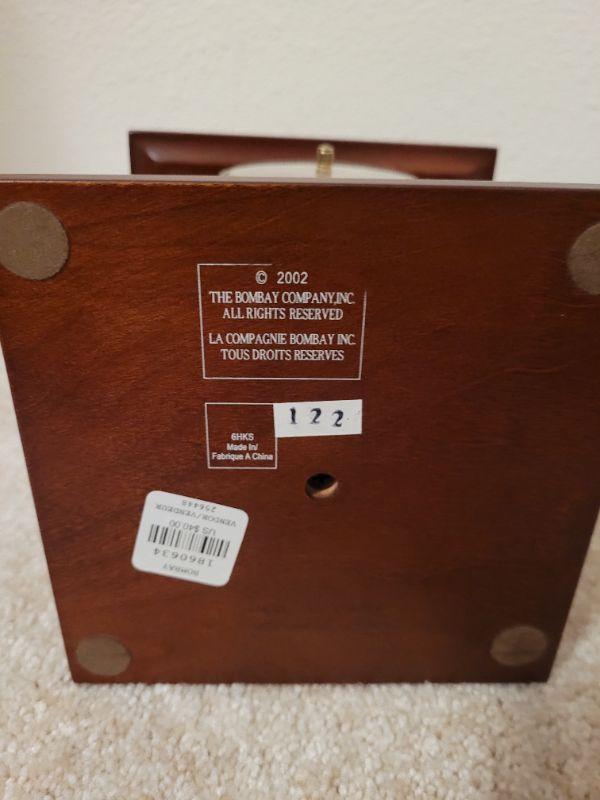 © 2002
THE BOMBAY COMPANY,INC.
ALL RIGHTS RESERVED
LA COMPAGNIE BOMBAY INC.
TOUS DROITS RESERVES
122
6HKS
Made In/
Fabrique A China
BOMBAY
1860634
US $40.00
VENDOR/VENDEUR
256448